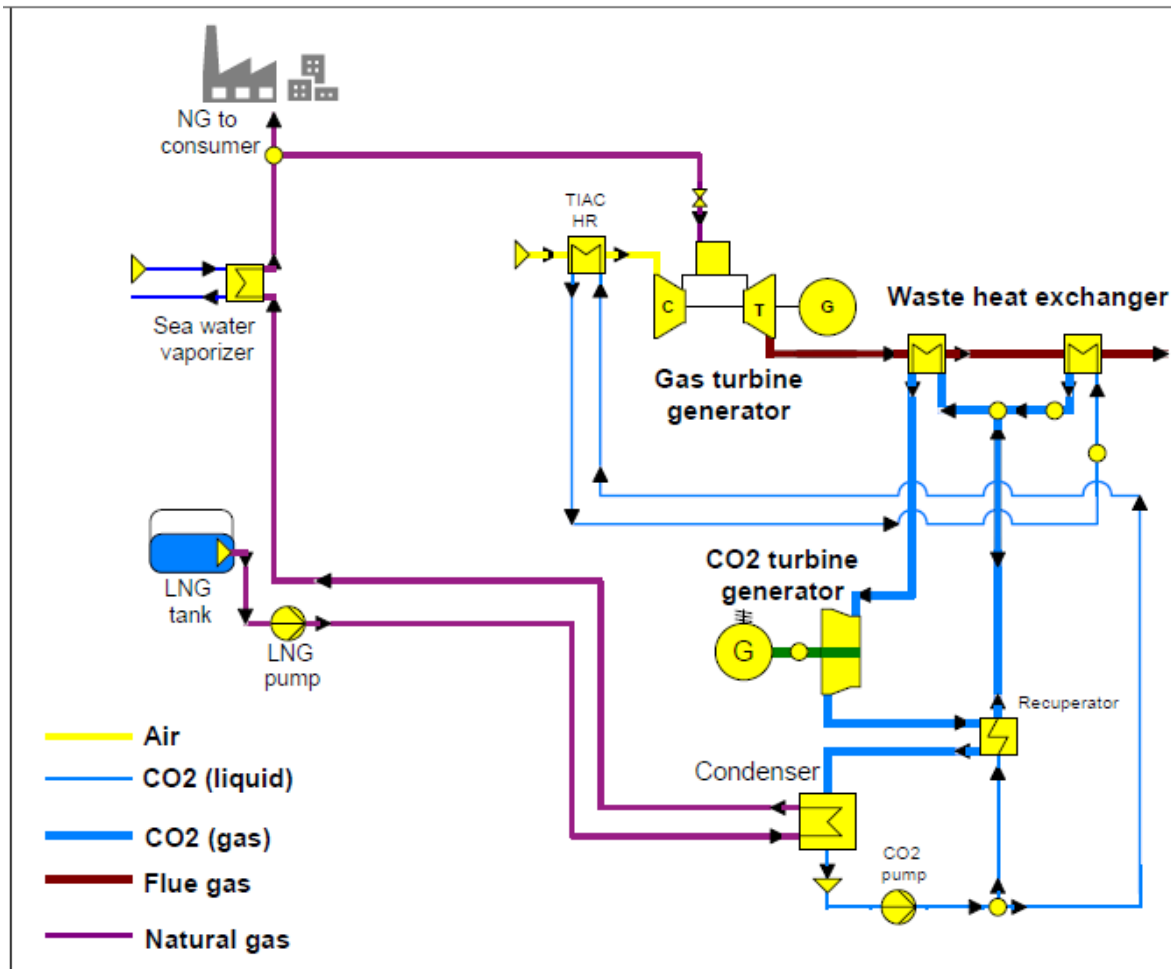 NG to
consumer
TIAC
HR
C
T
G
Waste heat exchanger
Sea water
vaporizer
Gas turbine
generator
LNG
tank
LNG
pump
CO2 turbine
generator
G
Recuperator
Condenser
CO2
pump
Air
CO2 (liquid)
CO2 (gas)
Flue gas
Natural gas